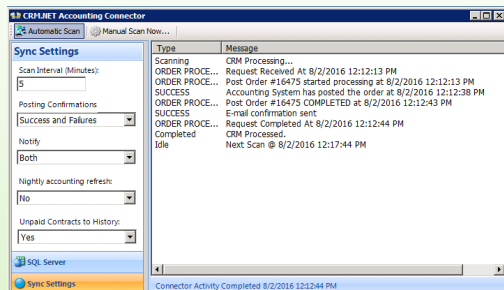 CRM.NET Accounting Connector
Automatic Scan Manual Scan Now...
Sync Settings
Scan Interval (Minutes):
5
Posting Confirmations
Success and Failures
Notify
Both
Nightly accounting refresh:
No
Unpaid Contracts to History:
Yes
SQL Server
Sync Settings
Type Message
Scanning CRM Processing...
ORDER PROCE... Request Received At 8/2/2016 12:12:13 PM
ORDER PROCE... Post Order #16475 started processing at 8/2/2016 12:12:13 PM
SUCCESS Accounting System has posted the order at 8/2/2016 12:12:38 PM
ORDER PROCE... Post Order #16475 COMPLETED at 8/2/2016 12:12:43 PM
SUCCESS E-mail confirmation sent
ORDER PROCE... Request Completed At 8/2/2016 12:12:44 PM
Completed CRM Processed.
Idle Next Scan @ 8/2/2016 12:17:44 PM
Connector Activity Completed 8/2/2016 12:12:44 PM